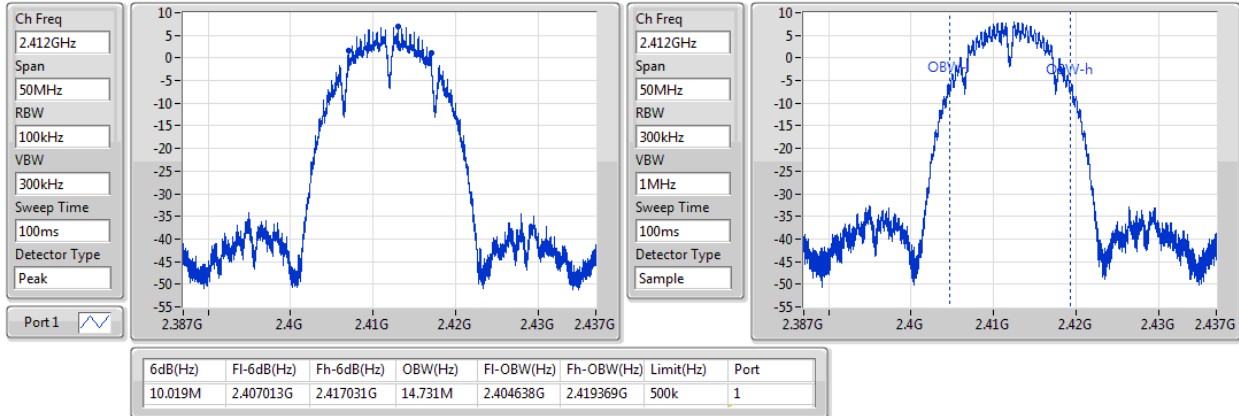 Ch Freq
2.412GHz
Span
50MHz
RBW
100kHz
VBW
300kHz
Sweep Time
100ms
Detector Type
Peak
Port 1
10
5
0
-5
-10
-15
-20
-25
-30
-35
-40
-45
-50
-55
2.387G 2.4G 2.41G 2.42G 2.43G 2.437G
Ch Freq
2.412GHz
Span
50MHz
RBW
300kHz
VBW
1MHz
Sweep Time
100ms
Detector Type
Sample
10
5
0
-5
-10
-15
-20
-25
-30
-35
-40
-45
-50
-55
OBW-h
2.387G 2.4G 2.41G 2.42G 2.43G 2.437G
6dB(Hz) Fl-6dB(Hz) Fh-6dB(Hz) OBW(Hz) Fl-OBW(Hz) Fh-OBW(Hz) Limit(Hz) Port
10.019M 2.407013G 2.417031G 14.731M 2.404638G 2.419369G 500k 1